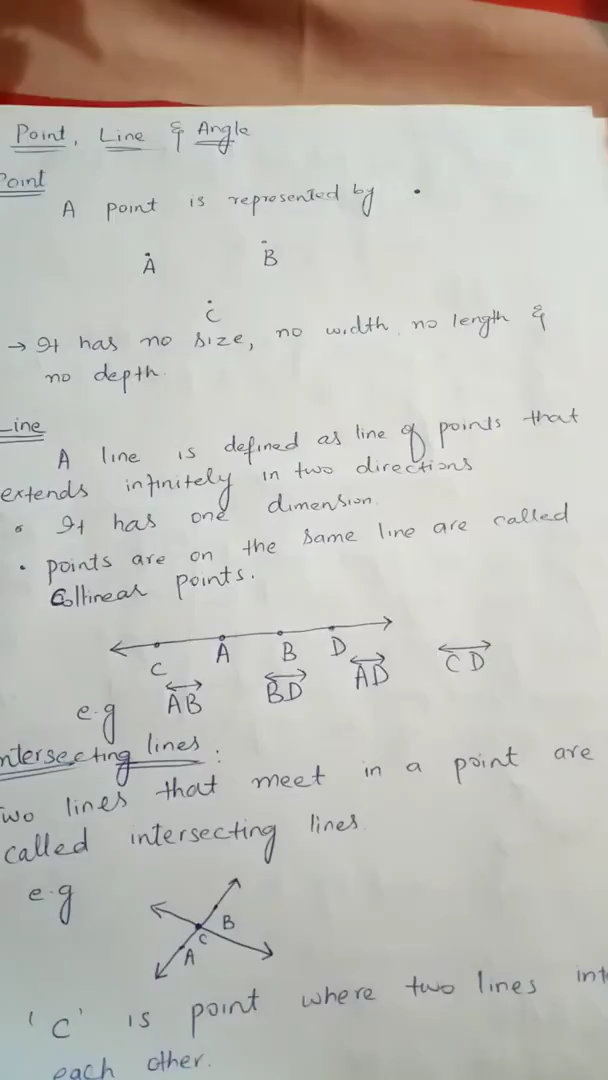 Point, Line & Angle
Point
A point is represented by .
A B
C
→ It has no size, no width, no length &
no depth.
Line
A line is defined as line of points that
extends infinitely in two directions
• It has one dimension.
• points are on the same line are called
Collinear points.
C A B D
e.g AB BD AD CD
Intersecting lines:
Two lines that meet in a point are
called intersecting lines.
e.g
B
C
A
'C' is point where two lines
each other.